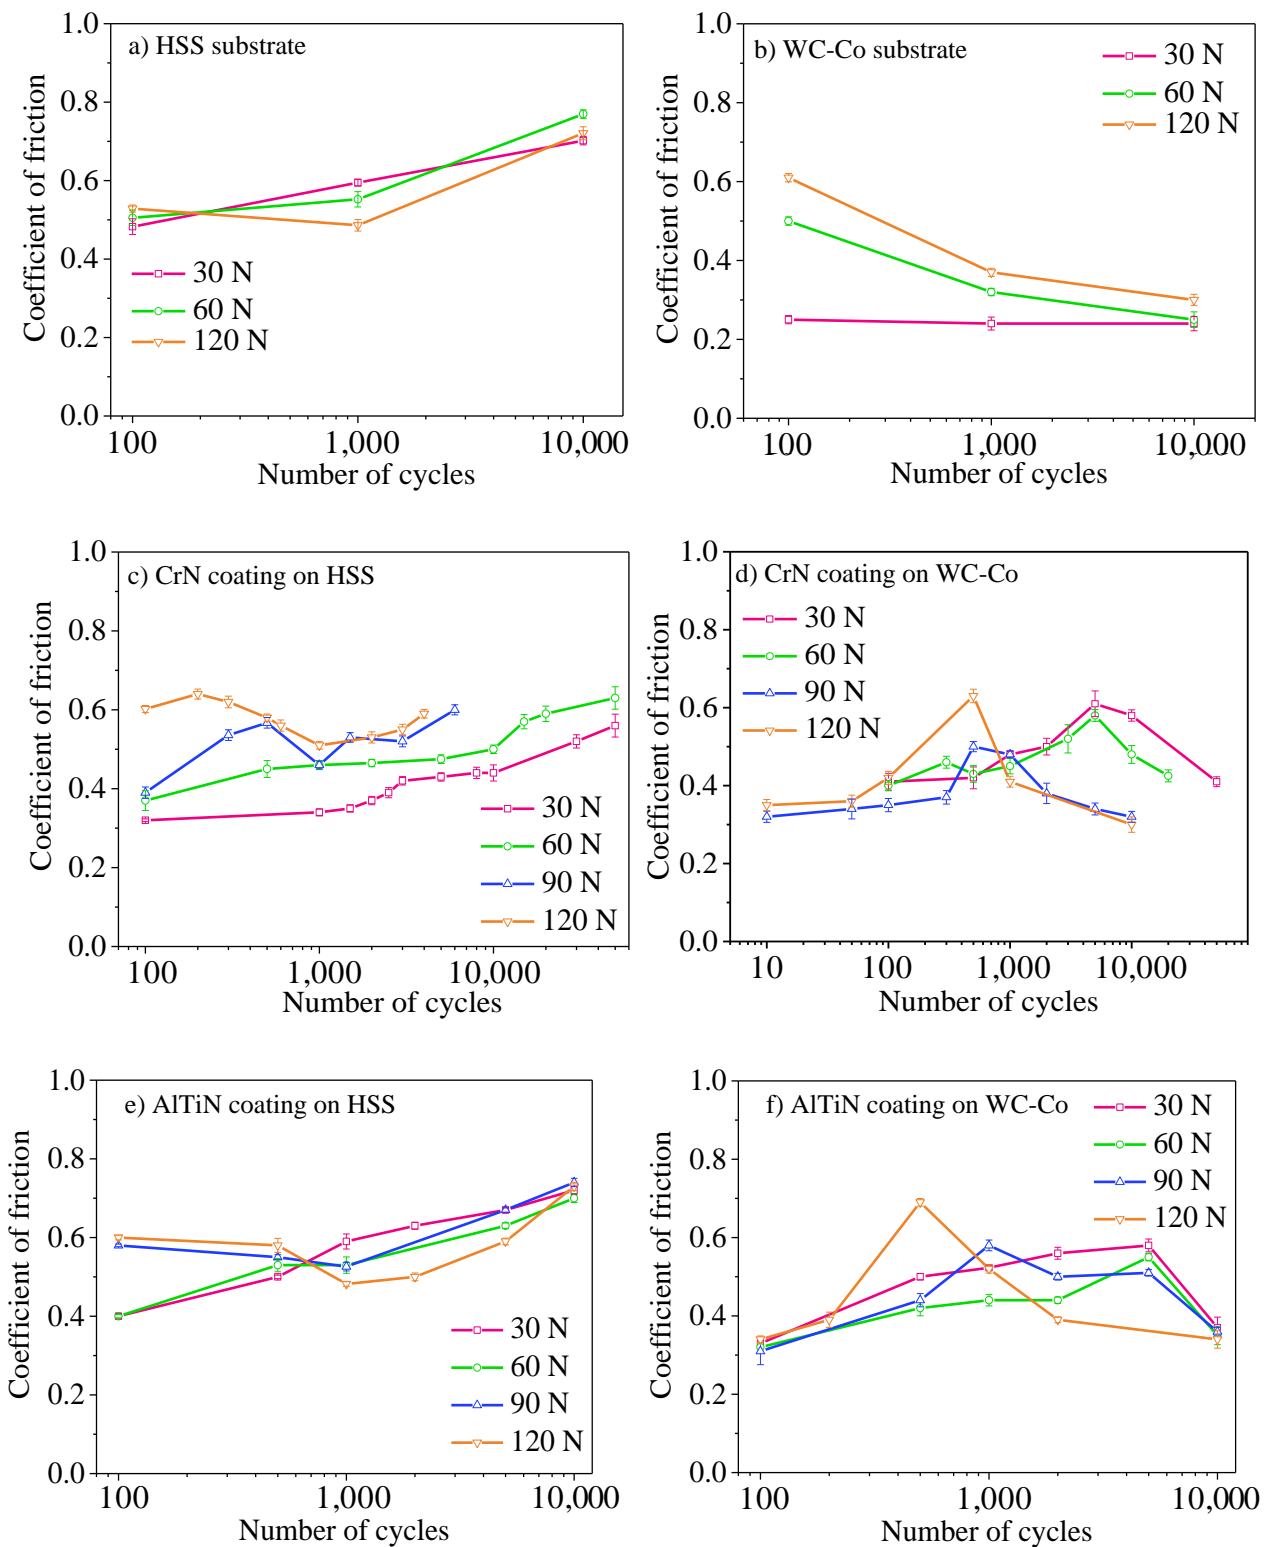 a) HSS substrate
1.0
0.8
0.6
0.4
0.2
0.0
Coefficient of friction
30 N
60 N
120 N
100
1,000
10,000
Number of cycles
b) WC-Co substrate
1.0
0.8
0.6
0.4
0.2
0.0
Coefficient of friction
30 N
60 N
120 N
100
1,000
10,000
Number of cycles
c) CrN coating on HSS
1.0
0.8
0.6
0.4
0.2
0.0
Coefficient of friction
30 N
60 N
90 N
120 N
100
1,000
10,000
Number of cycles
d) CrN coating on WC-Co
1.0
0.8
0.6
0.4
0.2
0.0
Coefficient of friction
30 N
60 N
90 N
120 N
10
100
1,000
10,000
Number of cycles
e) AlTiN coating on HSS
1.0
0.8
0.6
0.4
0.2
0.0
Coefficient of friction
30 N
60 N
90 N
120 N
100
1,000
10,000
Number of cycles
f) AlTiN coating on WC-Co
1.0
0.8
0.6
0.4
0.2
0.0
Coefficient of friction
30 N
60 N
90 N
120 N
100
1,000
10,000
Number of cycles